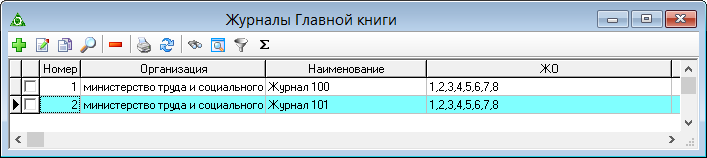 Журналы Главной книги
Номер Организация Наименование ЖО
1 министерство труда и социального Журнал 100 1,2,3,4,5,6,7,8
2 министерство труда и социального Журнал 101 1,2,3,4,5,6,7,8